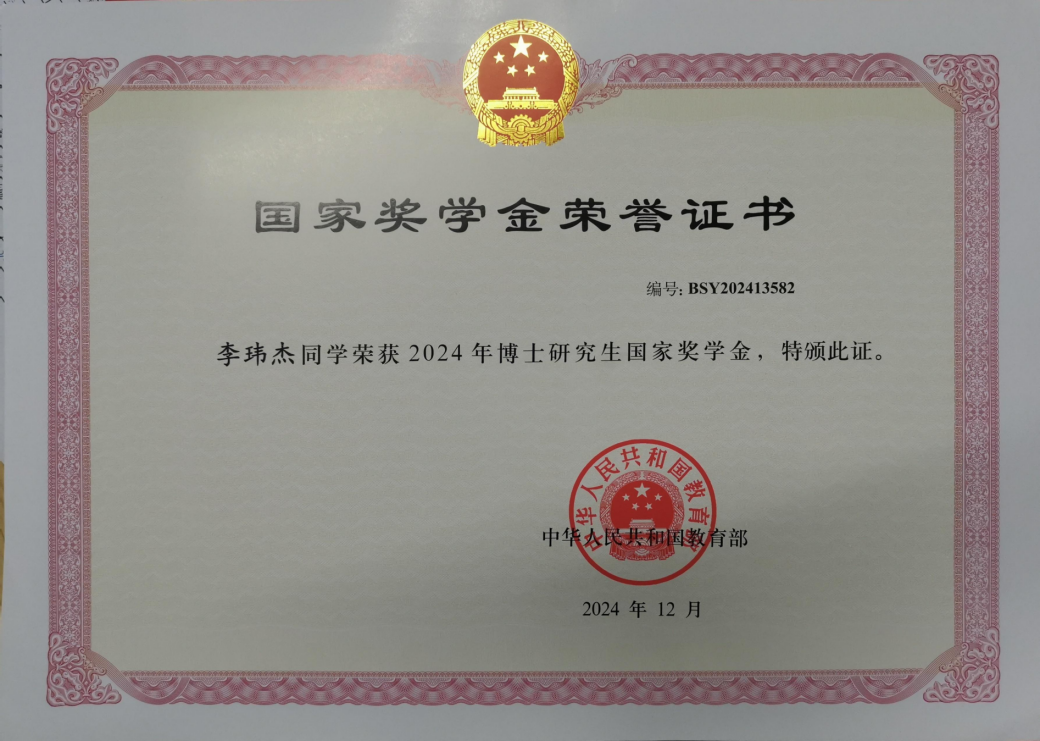 国家奖学金荣誉证书
编号: BSY202413582
李玮杰同学荣获 2024 年博士研究生国家奖学金，特颁此证。
中华人民共和国教育部
中华人民共和国教育部
2024 年 12 月